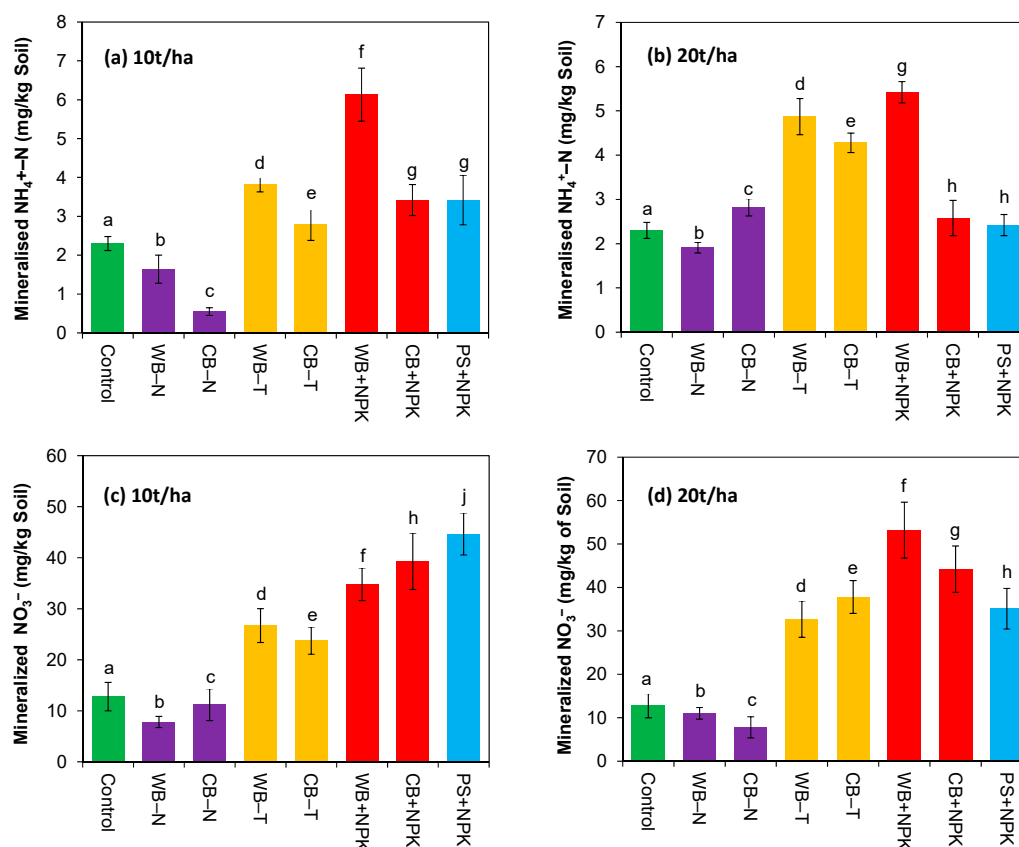 Mineralised NH₄+–N (mg/kg Soil)
8
7
6
5
4
3
2
1
0
(a) 10t/ha
a
b
c
d
e
f
g
g
Control
WB–N
CB–N
WB–T
CB–T
WB+NPK
CB+NPK
PS+NPK
Mineralised NH₄⁺–N (mg/kg Soil)
7
6
5
4
3
2
1
0
(b) 20t/ha
a
b
c
d
e
g
h
h
Control
WB–N
CB–N
WB–T
CB–T
WB+NPK
CB+NPK
PS+NPK
Mineralized NO₃⁻ (mg/kg Soil)
60
50
40
30
20
10
0
(c) 10t/ha
a
b
c
d
e
f
h
j
Control
WB–N
CB–N
WB–T
CB–T
WB+NPK
CB+NPK
PS+NPK
Mineralized NO₃⁻ (mg/kg of Soil)
70
60
50
40
30
20
10
0
(d) 20t/ha
a
b
c
d
e
f
g
h
Control
WB–N
CB–N
WB–T
CB–T
WB+NPK
CB+NPK
PS+NPK